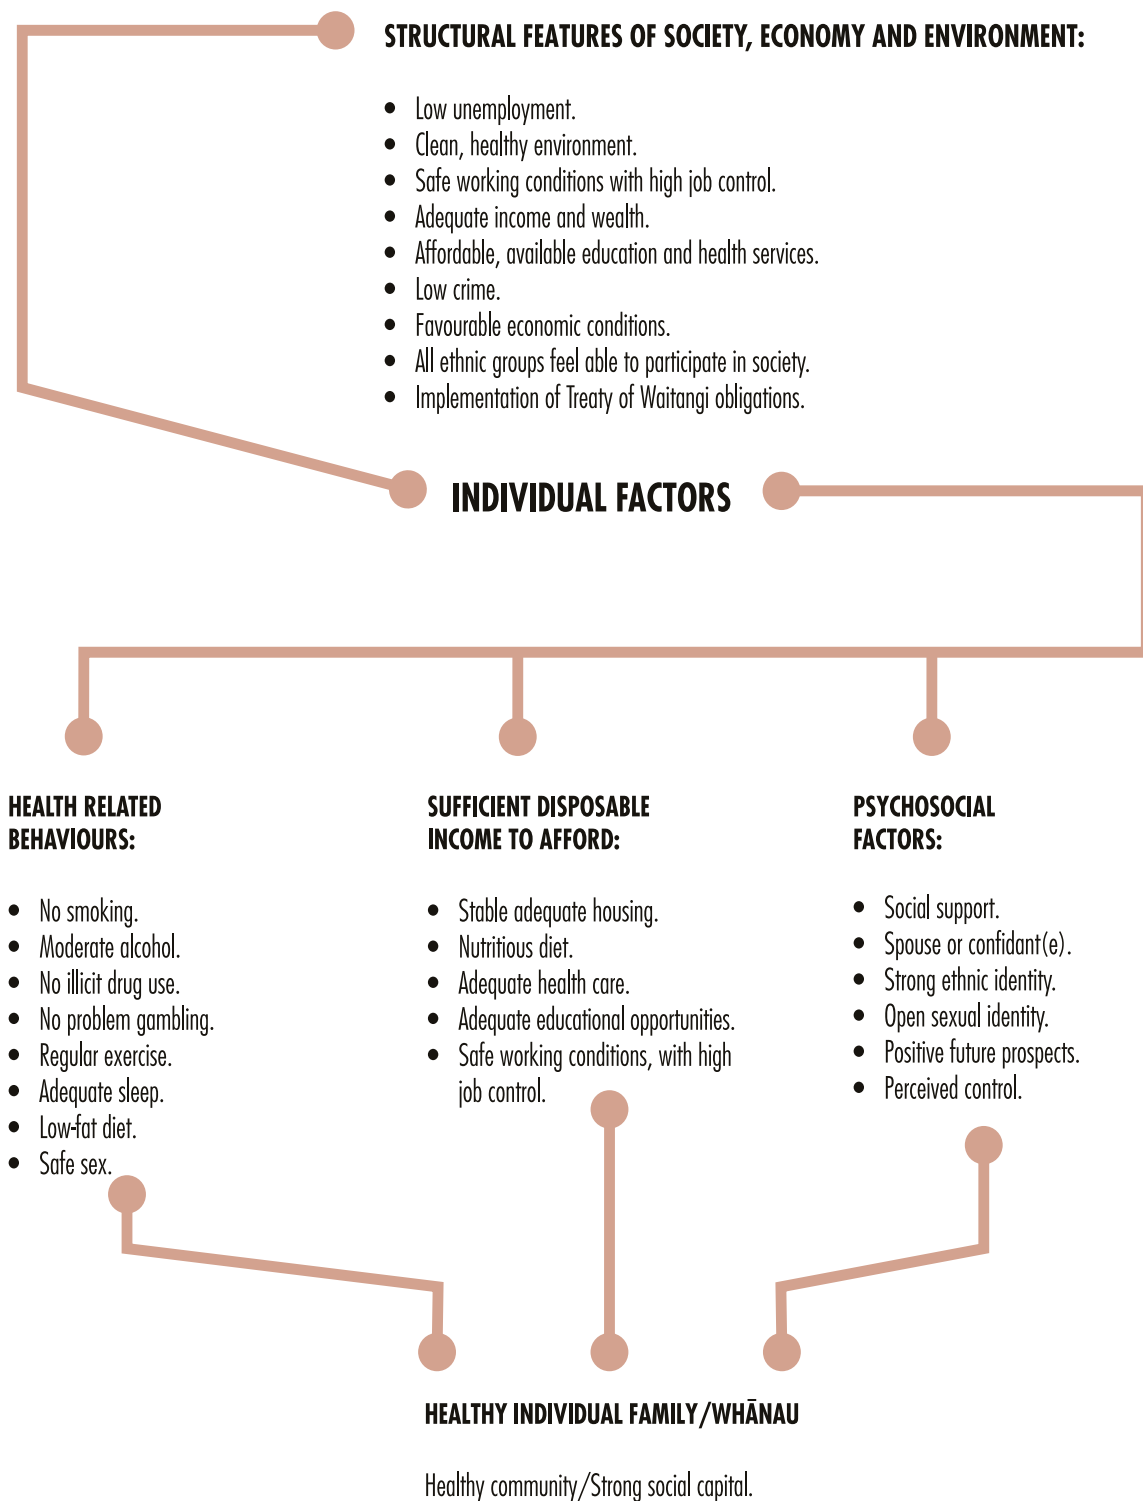 STRUCTURAL FEATURES OF SOCIETY, ECONOMY AND ENVIRONMENT:
• Low unemployment.
• Clean, healthy environment.
• Safe working conditions with high job control.
• Adequate income and wealth.
• Affordable, available education and health services.
• Low crime.
• Favourable economic conditions.
• All ethnic groups feel able to participate in society.
• Implementation of Treaty of Waitangi obligations.
INDIVIDUAL FACTORS
HEALTH RELATED
BEHAVIOURS:
• No smoking.
• Moderate alcohol.
• No illicit drug use.
• No problem gambling.
• Regular exercise.
• Adequate sleep.
• Low-fat diet.
• Safe sex.
SUFFICIENT DISPOSABLE
INCOME TO AFFORD:
• Stable adequate housing.
• Nutritious diet.
• Adequate health care.
• Adequate educational opportunities.
• Safe working conditions, with high
job control.
PSYCHOSOCIAL
FACTORS:
• Social support.
• Spouse or confidant(e).
• Strong ethnic identity.
• Open sexual identity.
• Positive future prospects.
• Perceived control.
HEALTHY INDIVIDUAL FAMILY/WHĀNAU
Healthy community/Strong social capital.